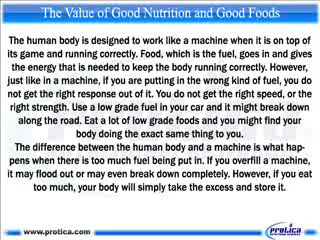 The Value of Good Nutrition and Good Foods
The human body is designed to work like a machine when it is on top of
its game and running correctly. Food, which is the fuel, goes in and gives
the energy that is needed to keep the body running correctly. However,
just like in a machine, if you are putting in the wrong kind of fuel, you do
not get the right response out of it. You do not get the right speed, or the
right strength. Use a low grade fuel in your car and it might break down
along the road. Eat a lot of low grade foods and you might find your
body doing the exact same thing to you.
The difference between the human body and a machine is what hap-
pens when there is too much fuel being put in. If you overfill a machine,
it may flood out or may even break down completely. However, if you eat
too much, your body will simply take the excess and store it.
www.protica.com
PROTICA